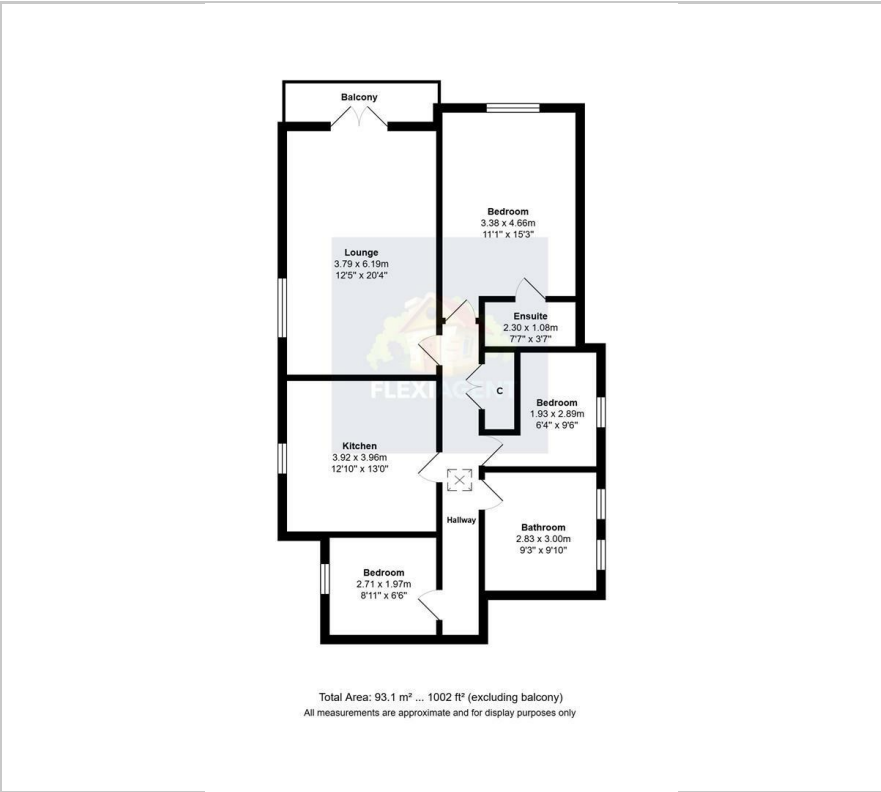 Balcony
Bedroom
3.38 x 4.66m
11'1" x 15'3"
Lounge
3.79 x 6.19m
12'5" x 20'4"
Ensuite
2.30 x 1.08m
7'7" x 3'7"
FLEXIAGENT
C
Bedroom
1.93 x 2.89m
6'4" x 9'6"
Kitchen
3.92 x 3.96m
12'10" x 13'0"
Hallway
Bathroom
2.83 x 3.00m
9'3" x 9'10"
Bedroom
2.71 x 1.97m
8'11" x 6'6"
Total Area: 93.1 m² ... 1002 ft² (excluding balcony)
All measurements are approximate and for display purposes only